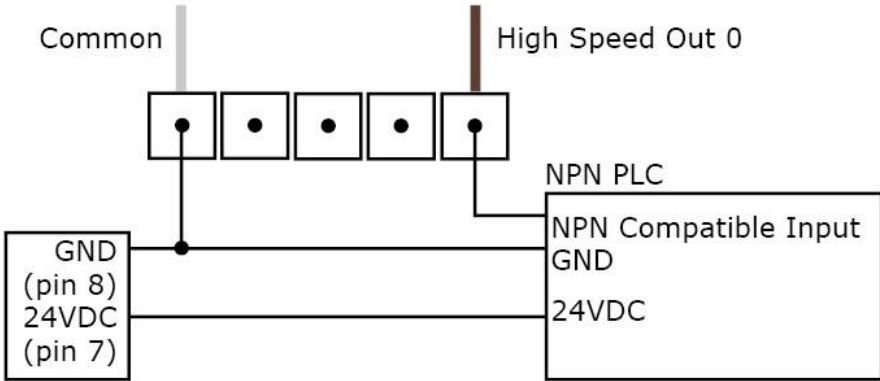 Common
High Speed Out 0
NPN PLC
NPN Compatible Input
GND
24VDC
GND
(pin 8)
24VDC
(pin 7)